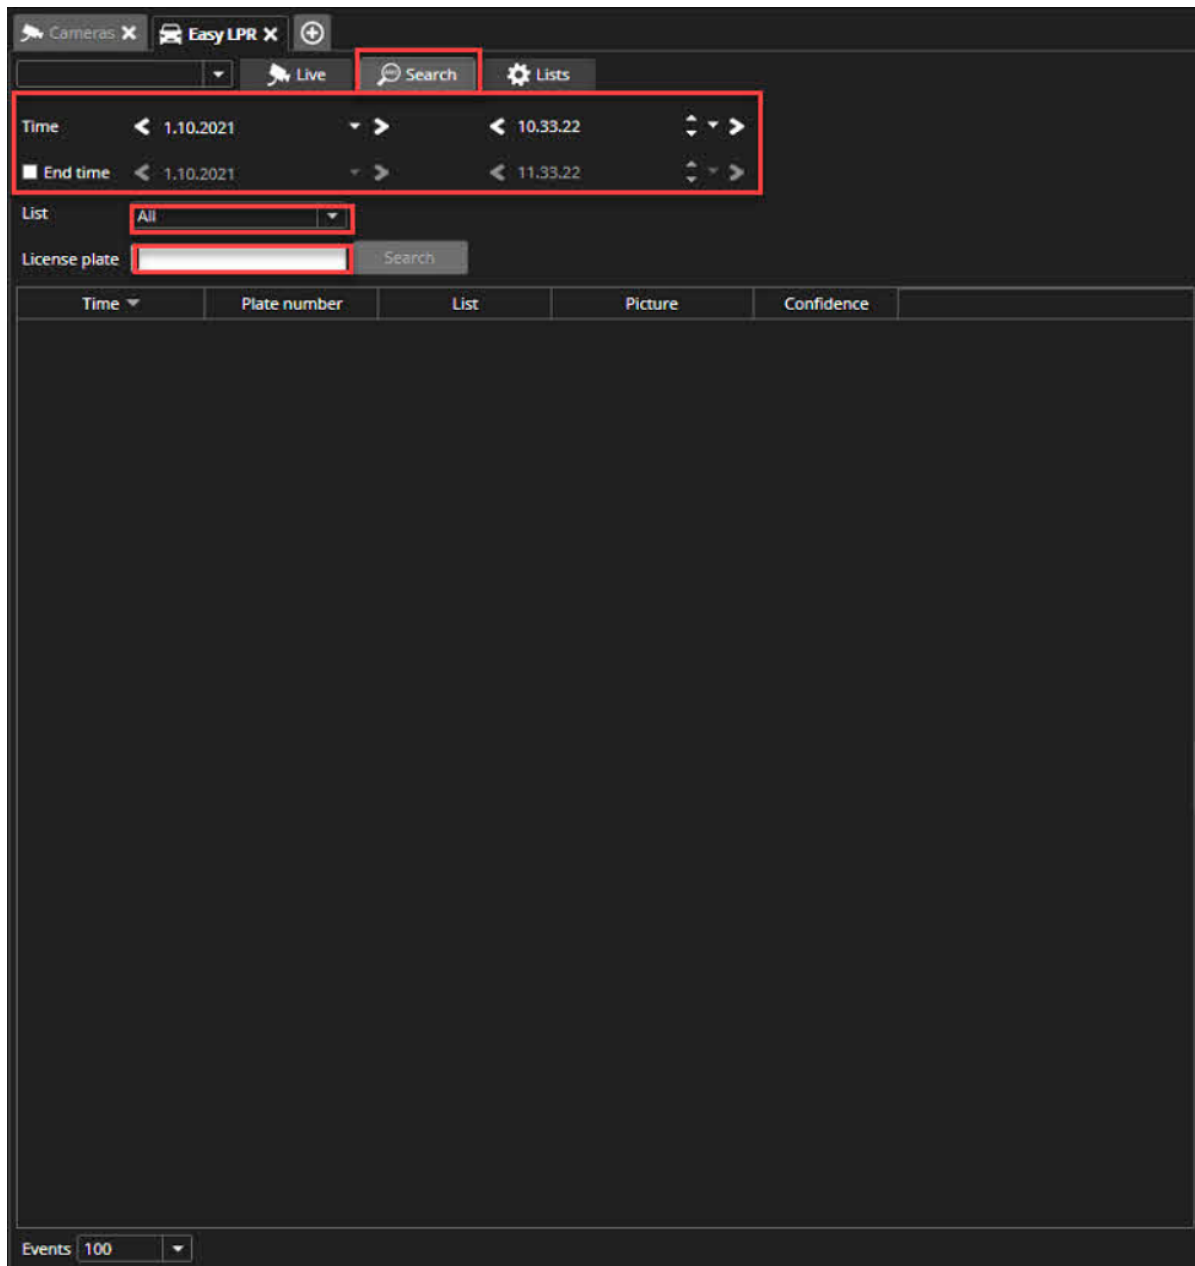 Cameras Easy LPR
Live Search Lists
Time 1.10.2021 10.33.22
End time 1.10.2021 11.33.22
List All
License plate Search
Time Plate number List Picture Confidence
Events 100